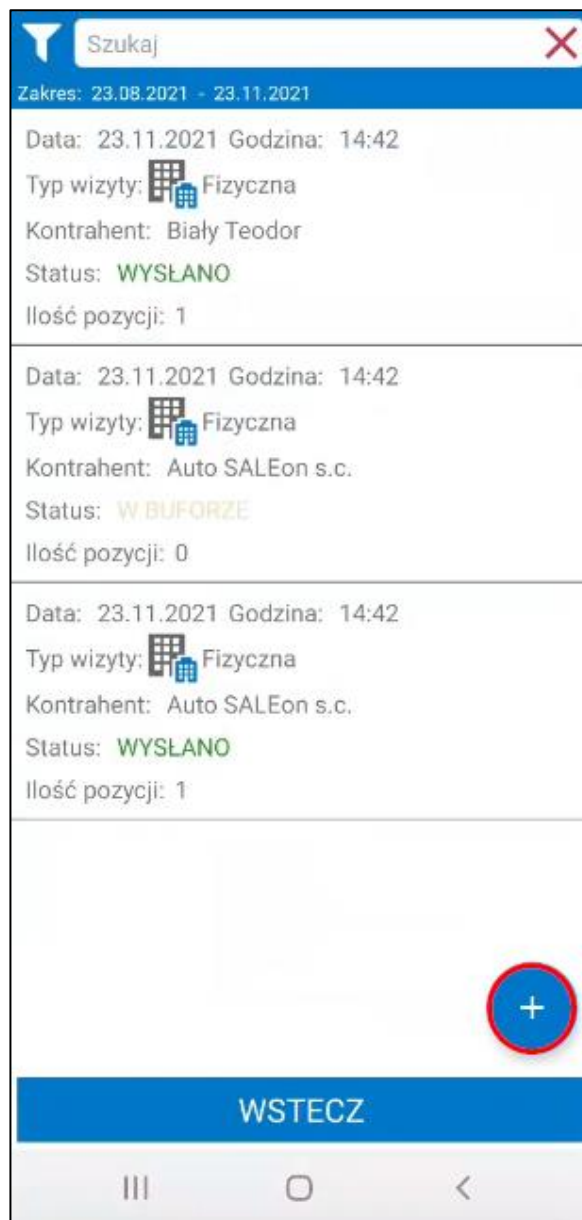 Szukaj
Zakres: 23.08.2021 - 23.11.2021
Data: 23.11.2021 Godzina: 14:42
Typ wizyty: Fizyczna
Kontrahent: Biały Teodor
Status: WYSŁANO
Ilość pozycji: 1
Data: 23.11.2021 Godzina: 14:42
Typ wizyty: Fizyczna
Kontrahent: Auto SALEon s.c.
Status: W BUFORZE
Ilość pozycji: 0
Data: 23.11.2021 Godzina: 14:42
Typ wizyty: Fizyczna
Kontrahent: Auto SALEon s.c.
Status: WYSŁANO
Ilość pozycji: 1
+
WSTECZ